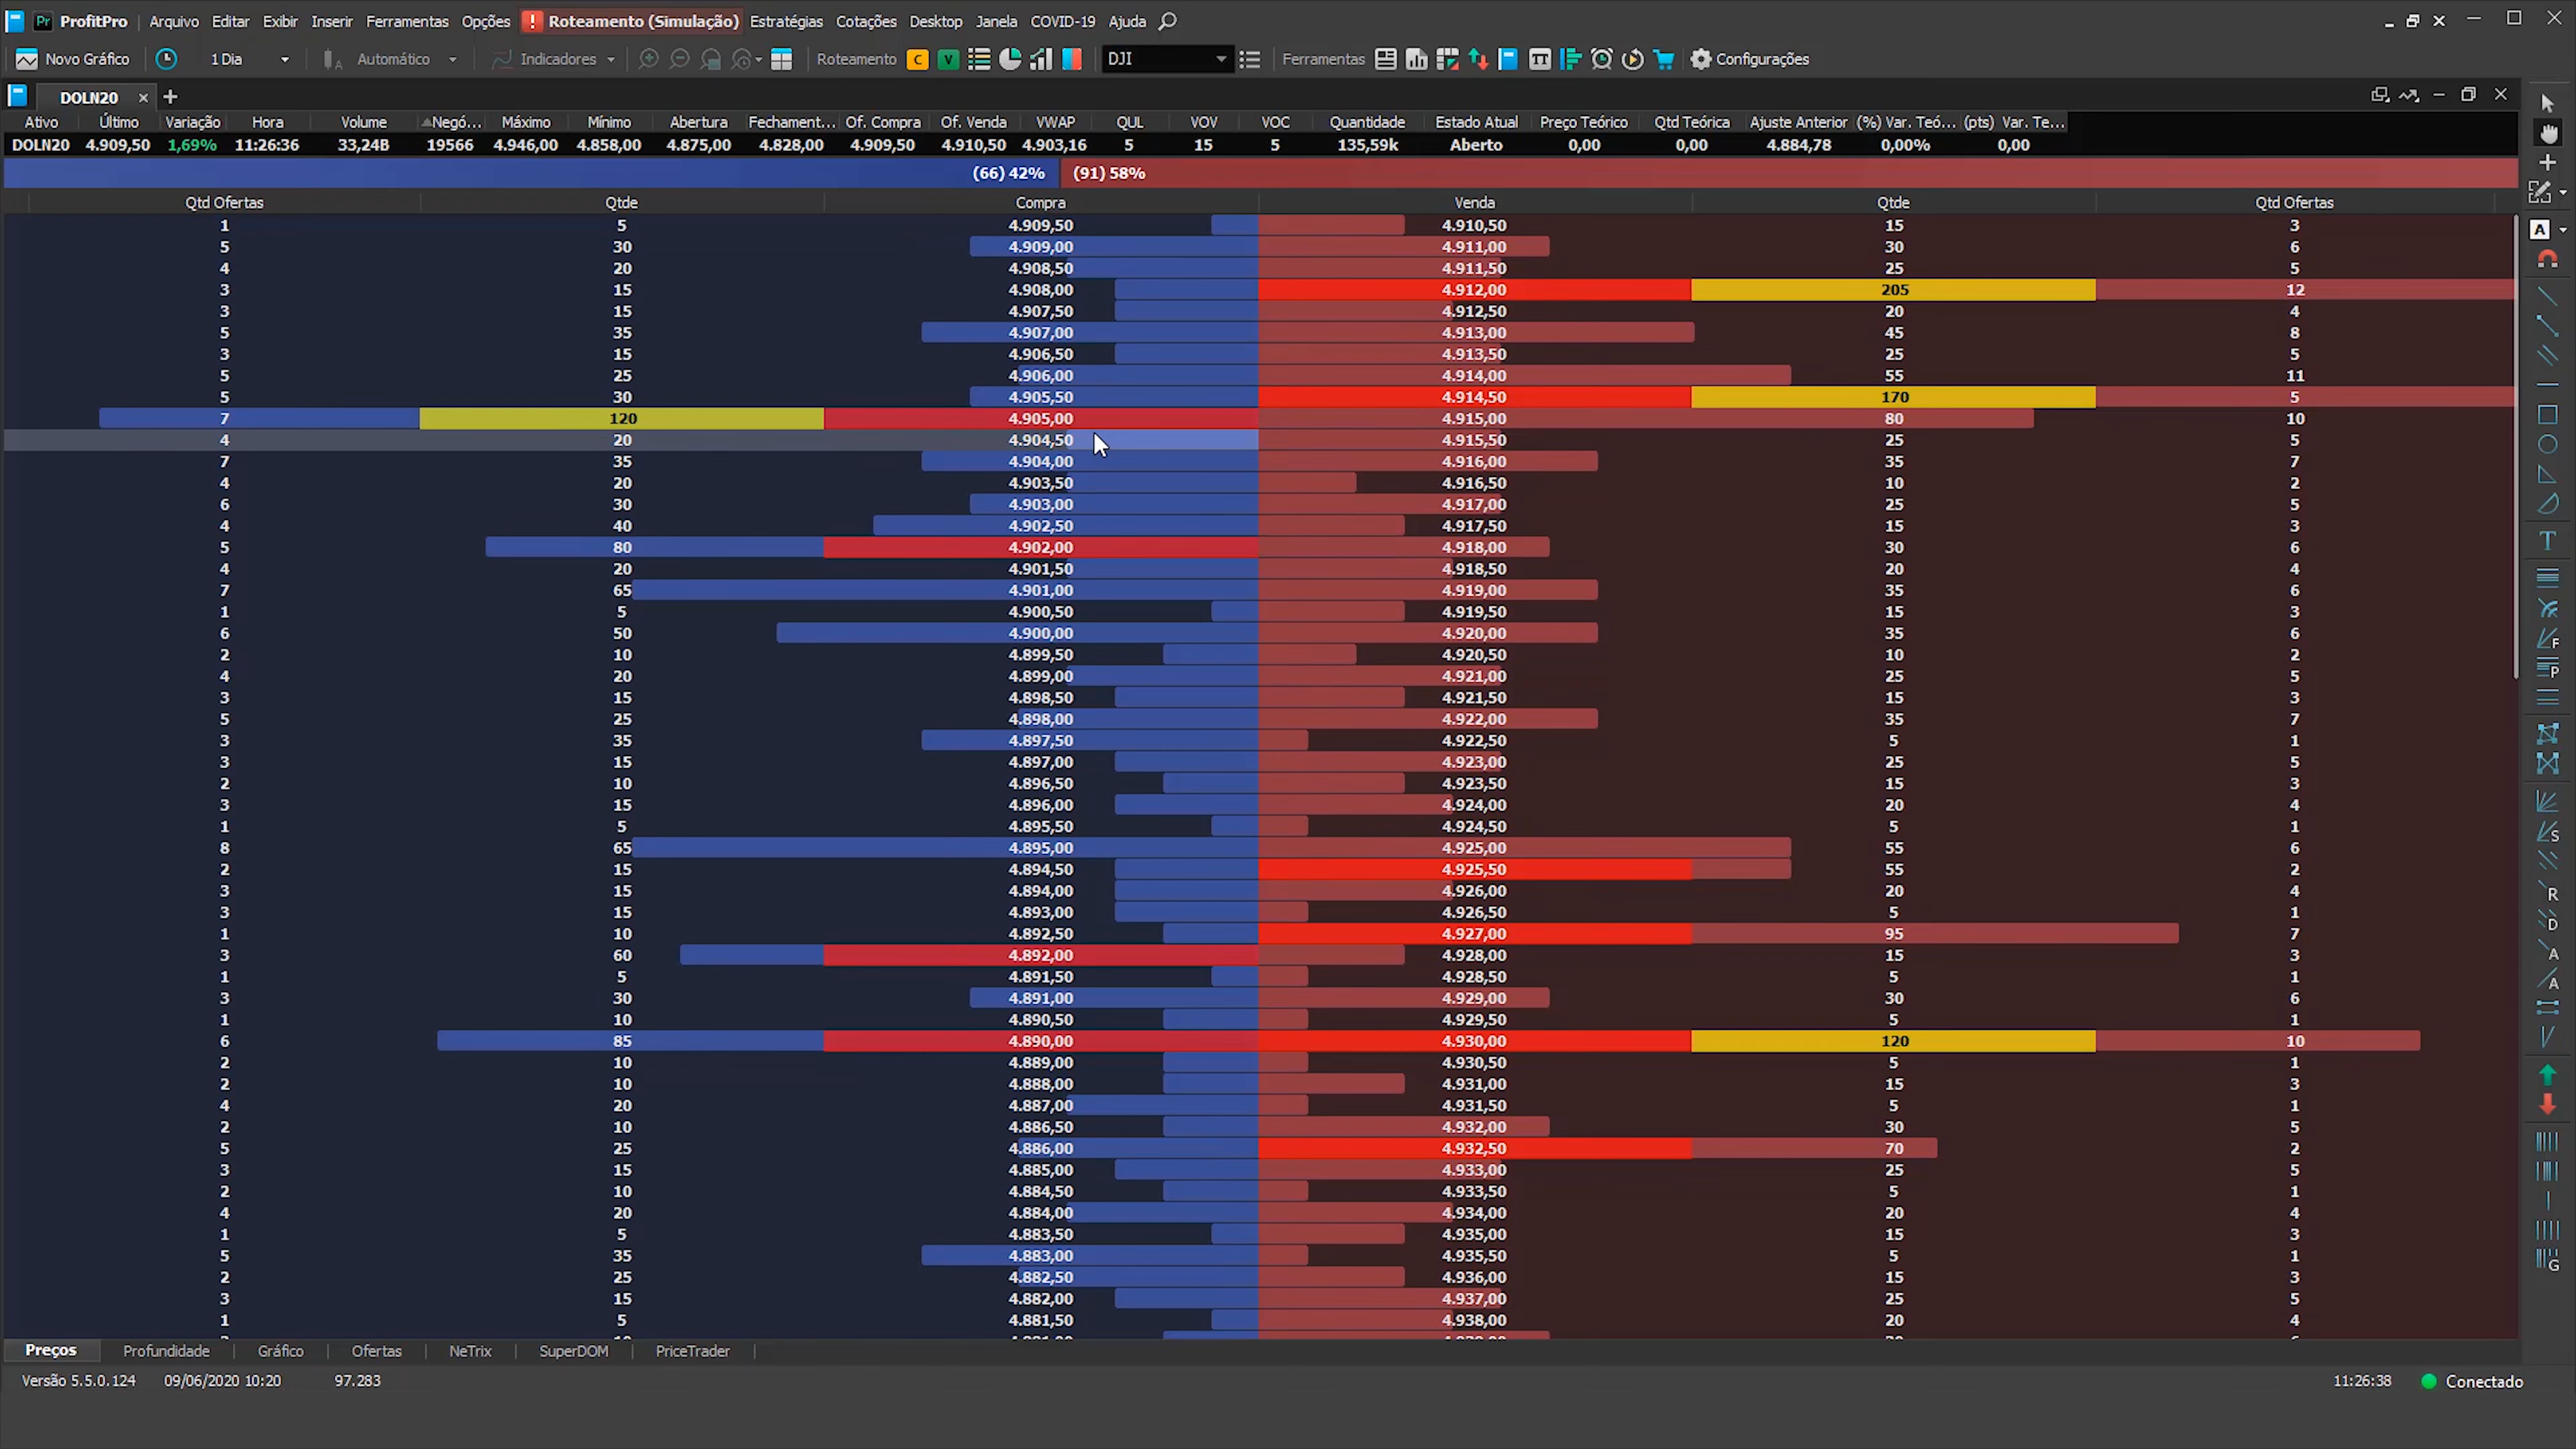 Pr ProfitPro Arquivo Editar Exibir Inserir Ferramentas Opções ! Roteamento (Simulação) Estratégias Cotações Desktop Janela COVID-19 Ajuda
Novo Gráfico 1 Dia Automático Indicadores Roteamento C V DJI Ferramentas TT Configurações
DOLN20 × +
Ativo Último Variação Hora Volume Negó... Máximo Mínimo Abertura Fechament... Of. Compra Of. Venda VWAP QUL VOV VOC Quantidade Estado Atual Preço Teórico Qtd Teórica Ajuste Anterior (%) Var. Teó... (pts) Var. Te...
DOLN20 4.909,50 1,69% 11:26:36 33,24B 19566 4.946,00 4.858,00 4.875,00 4.828,00 4.909,50 4.910,50 4.903,16 5 15 5 135,59k Aberto 0,00 0,00 4.884,78 0,00% 0,00
(66) 42% (91) 58%
Qtd Ofertas Qtde Compra Venda Qtde Qtd Ofertas
1 5 4.909,50 4.910,50 15 3
5 30 4.909,00 4.911,00 30 6
4 20 4.908,50 4.911,50 25 5
3 15 4.908,00 4.912,00 205 12
3 15 4.907,50 4.912,50 20 4
5 35 4.907,00 4.913,00 45 8
3 15 4.906,50 4.913,50 25 5
5 25 4.906,00 4.914,00 55 11
5 30 4.905,50 4.914,50 170 5
7 120 4.905,00 4.915,00 80 10
4 20 4.904,50 4.915,50 25 5
7 35 4.904,00 4.916,00 35 7
4 20 4.903,50 4.916,50 10 2
6 30 4.903,00 4.917,00 25 5
4 40 4.902,50 4.917,50 15 3
5 80 4.902,00 4.918,00 30 6
4 20 4.901,50 4.918,50 20 4
7 65 4.901,00 4.919,00 35 6
1 5 4.900,50 4.919,50 15 3
6 50 4.900,00 4.920,00 35 6
2 10 4.899,50 4.920,50 10 2
4 20 4.899,00 4.921,00 25 5
3 15 4.898,50 4.921,50 15 3
5 25 4.898,00 4.922,00 35 7
3 35 4.897,50 4.922,50 5 1
3 15 4.897,00 4.923,00 25 5
2 10 4.896,50 4.923,50 15 3
3 15 4.896,00 4.924,00 20 4
1 5 4.895,50 4.924,50 5 1
8 65 4.895,00 4.925,00 55 6
2 15 4.894,50 4.925,50 55 2
3 15 4.894,00 4.926,00 20 4
3 15 4.893,00 4.926,50 5 1
1 10 4.892,50 4.927,00 95 7
3 60 4.892,00 4.928,00 15 3
1 5 4.891,50 4.928,50 5 1
3 30 4.891,00 4.929,00 30 6
1 10 4.890,50 4.929,50 5 1
6 85 4.890,00 4.930,00 120 10
2 10 4.889,00 4.930,50 5 1
2 10 4.888,00 4.931,00 15 3
4 20 4.887,00 4.931,50 5 1
2 10 4.886,50 4.932,00 30 5
5 25 4.886,00 4.932,50 70 2
3 15 4.885,00 4.933,00 25 5
2 10 4.884,50 4.933,50 5 1
4 20 4.884,00 4.934,00 20 4
1 5 4.883,50 4.935,00 15 3
5 35 4.883,00 4.935,50 5 1
2 25 4.882,50 4.936,00 15 3
3 15 4.882,00 4.937,00 25 5
1 5 4.881,50 4.938,00 20 4
Preços Profundidade Gráfico Ofertas NeTrix SuperDOM PriceTrader
Versão 5.5.0.124 09/06/2020 10:20 97.283 11:26:38 Conectado
A
T
F
P
S
R
D
A
A
G